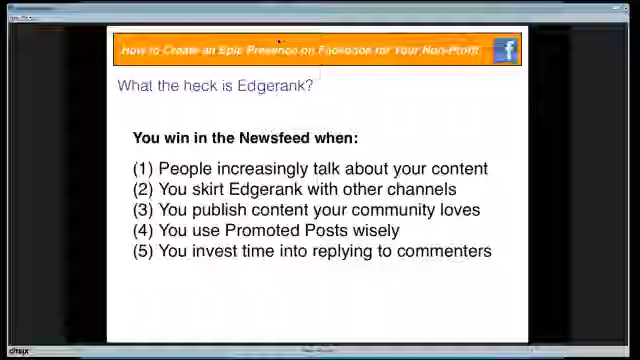 How to Create an Epic Presence on Facebook for Your Non-Profit
f
What the heck is Edgerank?
You win in the Newsfeed when:
(1) People increasingly talk about your content
(2) You skirt Edgerank with other channels
(3) You publish content your community loves
(4) You use Promoted Posts wisely
(5) You invest time into replying to commenters
citrix